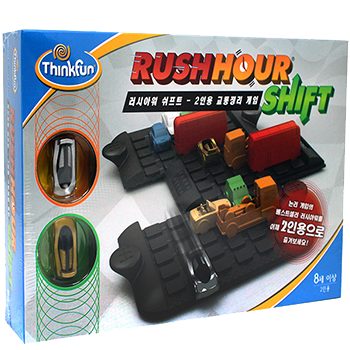 Thinkfun
RUSH HOUR
SHIFT
러시아워 쉬프트 - 2인용 교통정리 게임
논리 게임의
베스트셀러 러시아워를
이제 2인용으로
즐겨보세요!
8세 이상
2인용